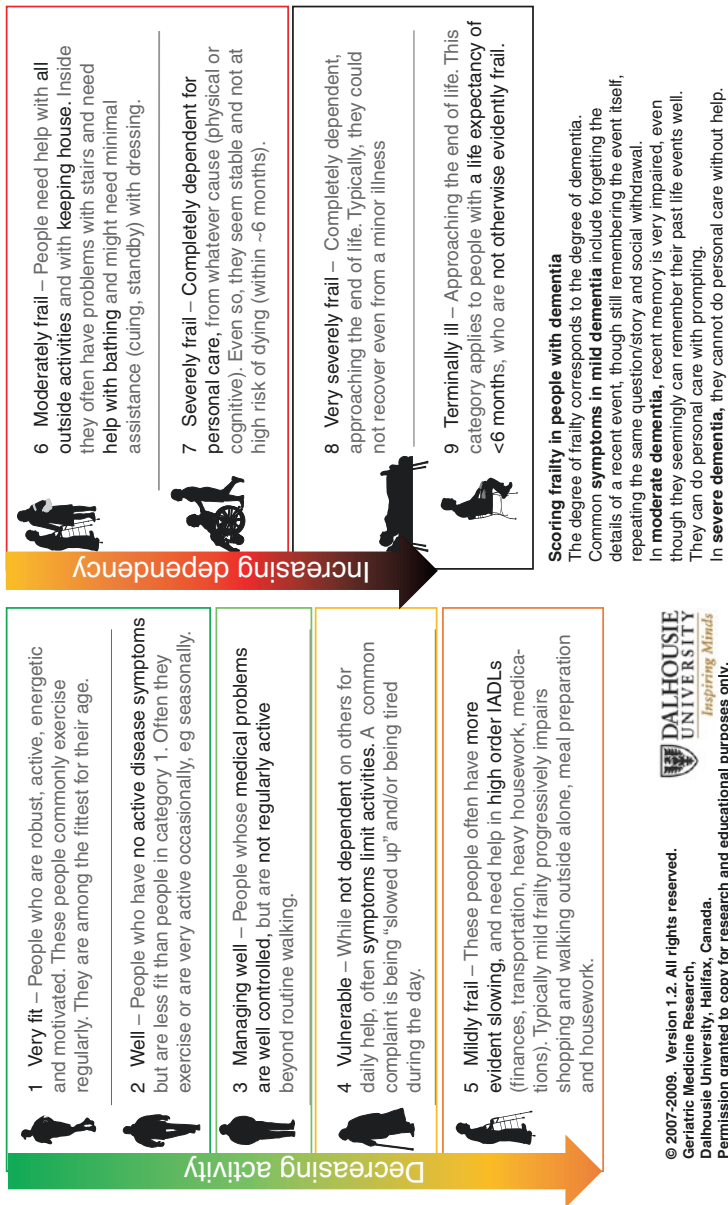 Decreasing activity
1 Very fit – People who are robust, active, energetic
and motivated. These people commonly exercise
regularly. They are among the fittest for their age.
2 Well – People who have no active disease symptoms
but are less fit than people in category 1. Often they
exercise or are very active occasionally, eg seasonally.
3 Managing well – People whose medical problems
are well controlled, but are not regularly active
beyond routine walking.
4 Vulnerable – While not dependent on others for
daily help, often symptoms limit activities. A common
complaint is being “slowed up” and/or being tired
during the day.
5 Mildly frail – These people often have more
evident slowing, and need help in high order IADLs
(finances, transportation, heavy housework, medica-
tions). Typically mild frailty progressively impairs
shopping and walking outside alone, meal preparation
and housework.
Increasing dependency
6 Moderately frail – People need help with all
outside activities and with keeping house. Inside
they often have problems with stairs and need
help with bathing and might need minimal
assistance (cuing, standby) with dressing.
7 Severely frail – Completely dependent for
personal care, from whatever cause (physical or
cognitive). Even so, they seem stable and not at
high risk of dying (within ~6 months).
8 Very severely frail – Completely dependent,
approaching the end of life. Typically, they could
not recover even from a minor illness
9 Terminally ill – Approaching the end of life. This
category applies to people with a life expectancy of
<6 months, who are not otherwise evidently frail.
Scoring frailty in people with dementia
The degree of frailty corresponds to the degree of dementia.
Common symptoms in mild dementia include forgetting the
details of a recent event, though still remembering the event itself,
repeating the same question/story and social withdrawal.
In moderate dementia, recent memory is very impaired, even
though they seemingly can remember their past life events well.
They can do personal care with prompting.
In severe dementia, they cannot do personal care without help.
© 2007-2009. Version 1.2. All rights reserved.
Geriatric Medicine Research,
Dalhousie University, Halifax, Canada.
Permission granted to copy for research and educational purposes only.
DALHOUSIE
UNIVERSITY
Inspiring Minds